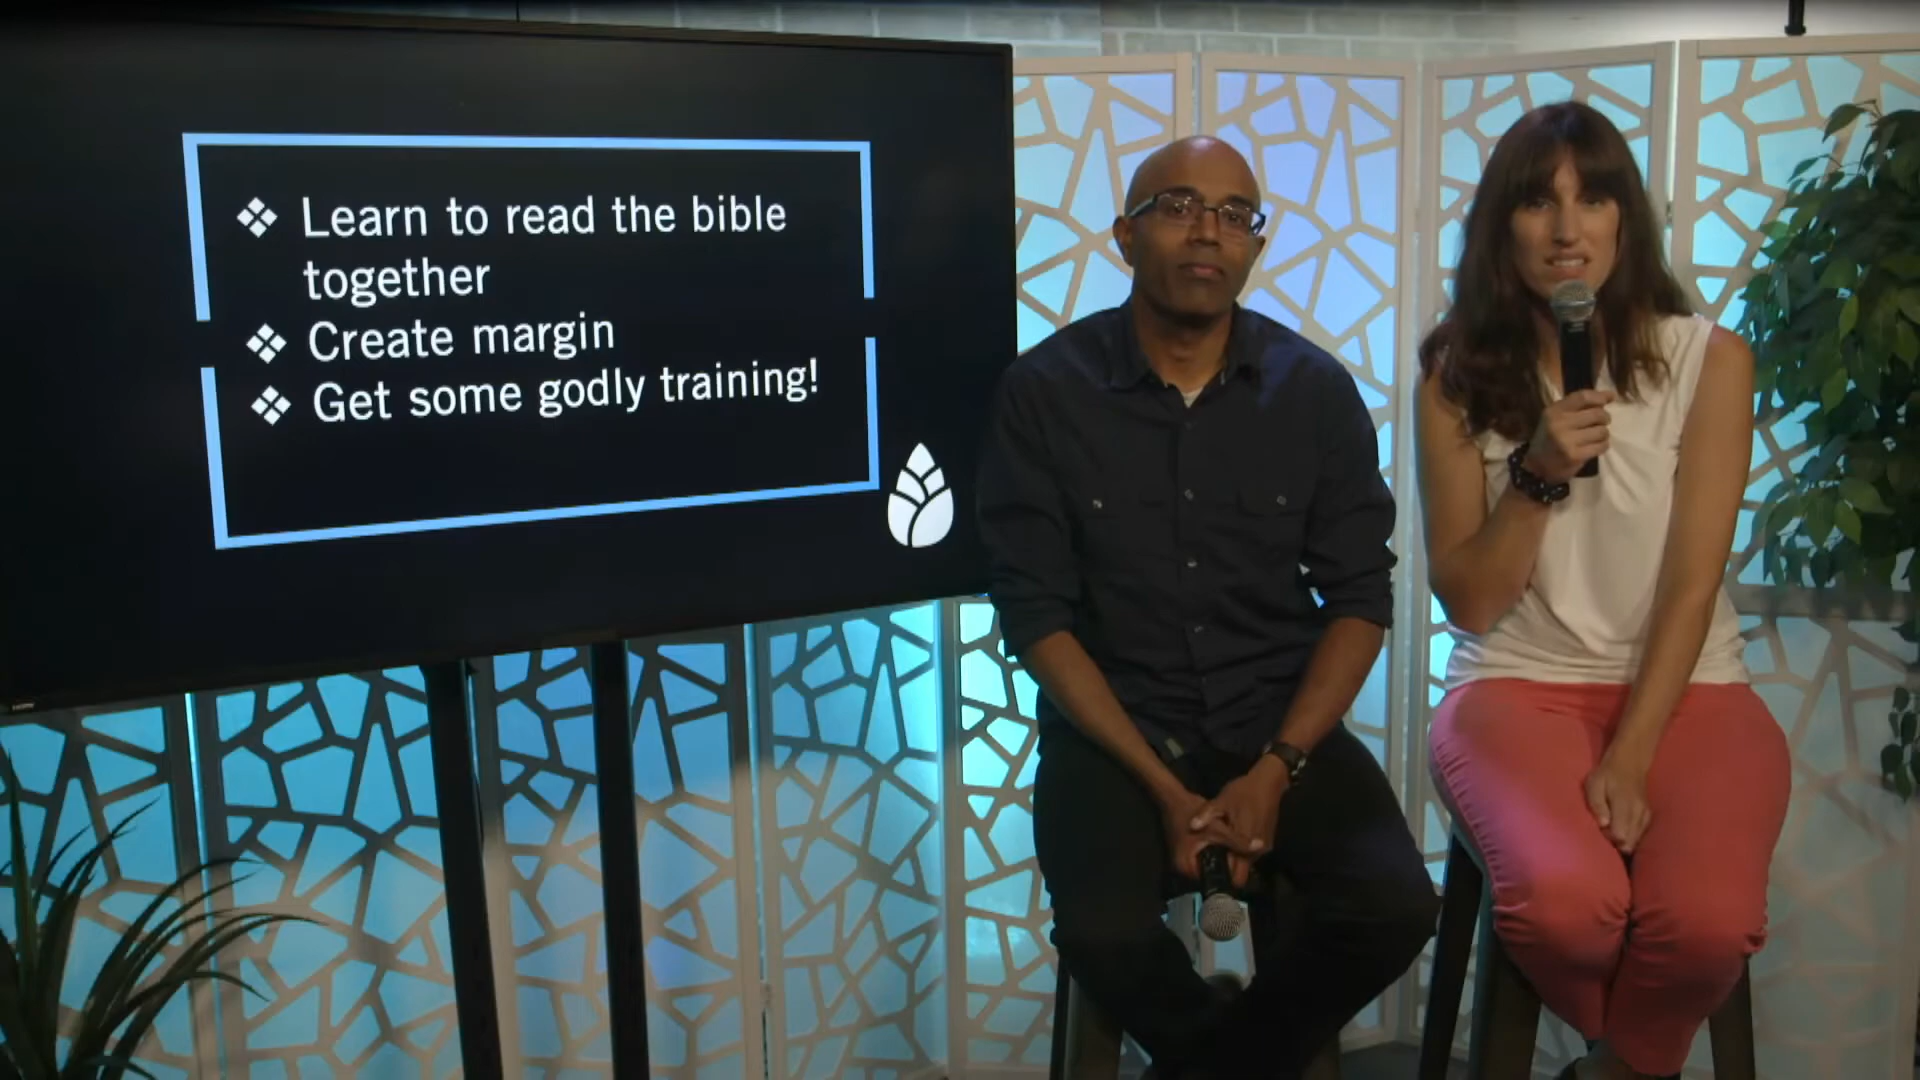 ❖ Learn to read the bible
together
❖ Create margin
❖ Get some godly training!